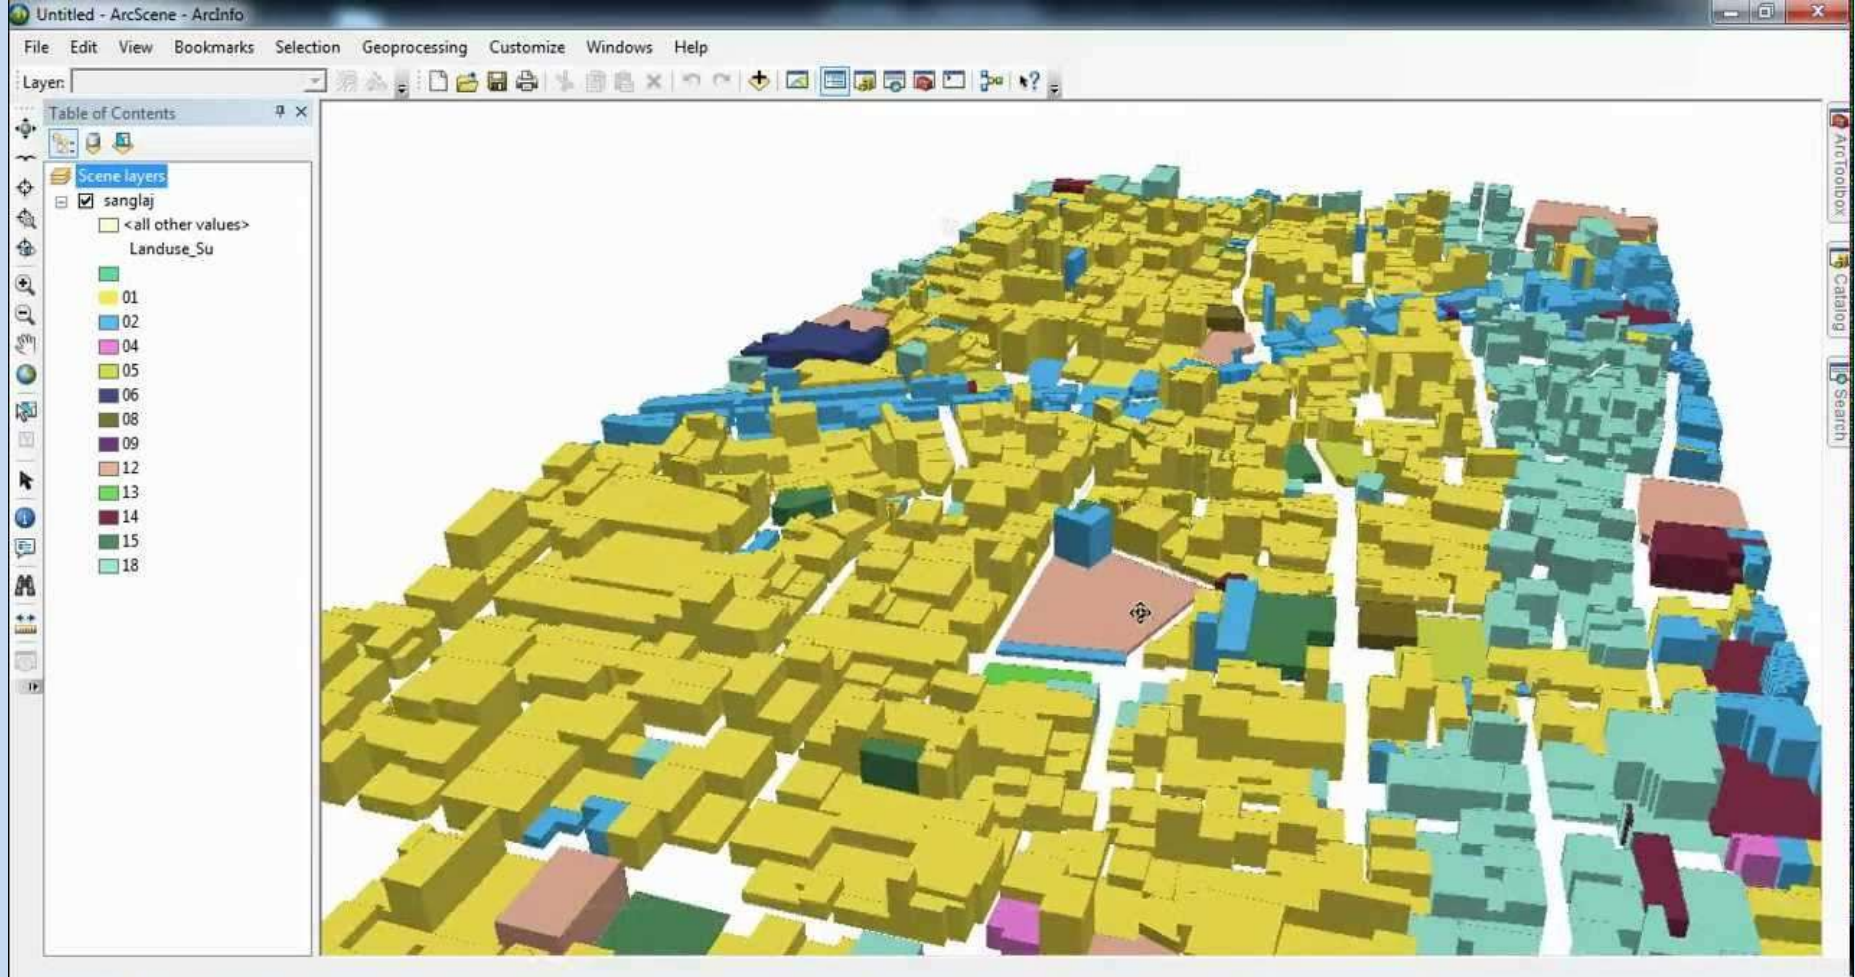 Untitled - ArcScene - ArcInfo
File Edit View Bookmarks Selection Geoprocessing Customize Windows Help
Layer:
Table of Contents
Scene layers
sanglaj
<all other values>
Landuse_Su
01
02
04
05
06
08
09
12
13
14
15
18
ArcToolbox
Catalog
Search